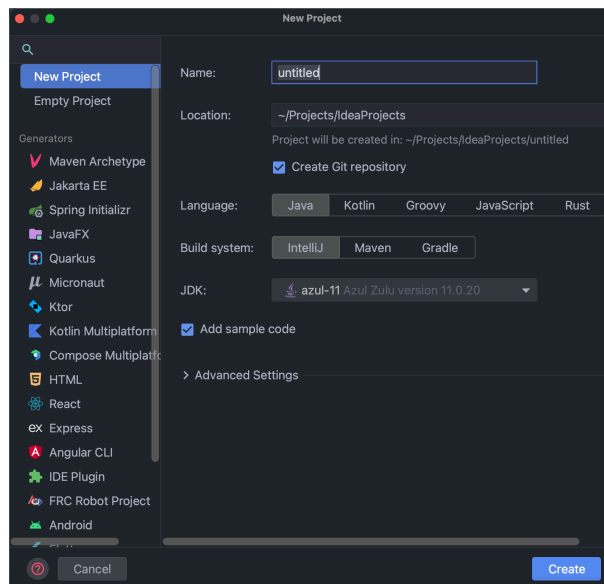 New Project
New Project
Empty Project
Generators
Maven Archetype
Jakarta EE
Spring Initializr
JavaFX
Quarkus
Micronaut
Ktor
Kotlin Multiplatform
Compose Multiplatfo
HTML
React
ex Express
Angular CLI
IDE Plugin
FRC Robot Project
Android
Name:
untitled
Location:
~/Projects/IdeaProjects
Project will be created in: ~/Projects/IdeaProjects/untitled
Create Git repository
Language:
Java Kotlin Groovy JavaScript Rust
Build system:
IntelliJ Maven Gradle
JDK:
azul-11 Azul Zulu version 11.0.20
Add sample code
Advanced Settings
? Cancel
Create